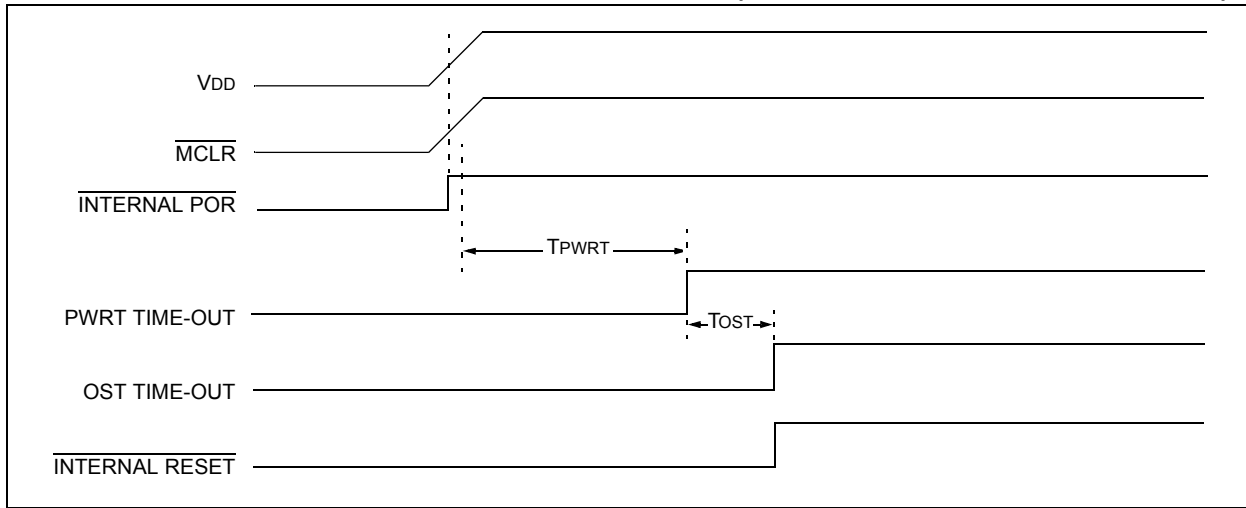 VDD
MCLR
INTERNAL POR
TPWRT
PWRT TIME-OUT
TOST
OST TIME-OUT
INTERNAL RESET